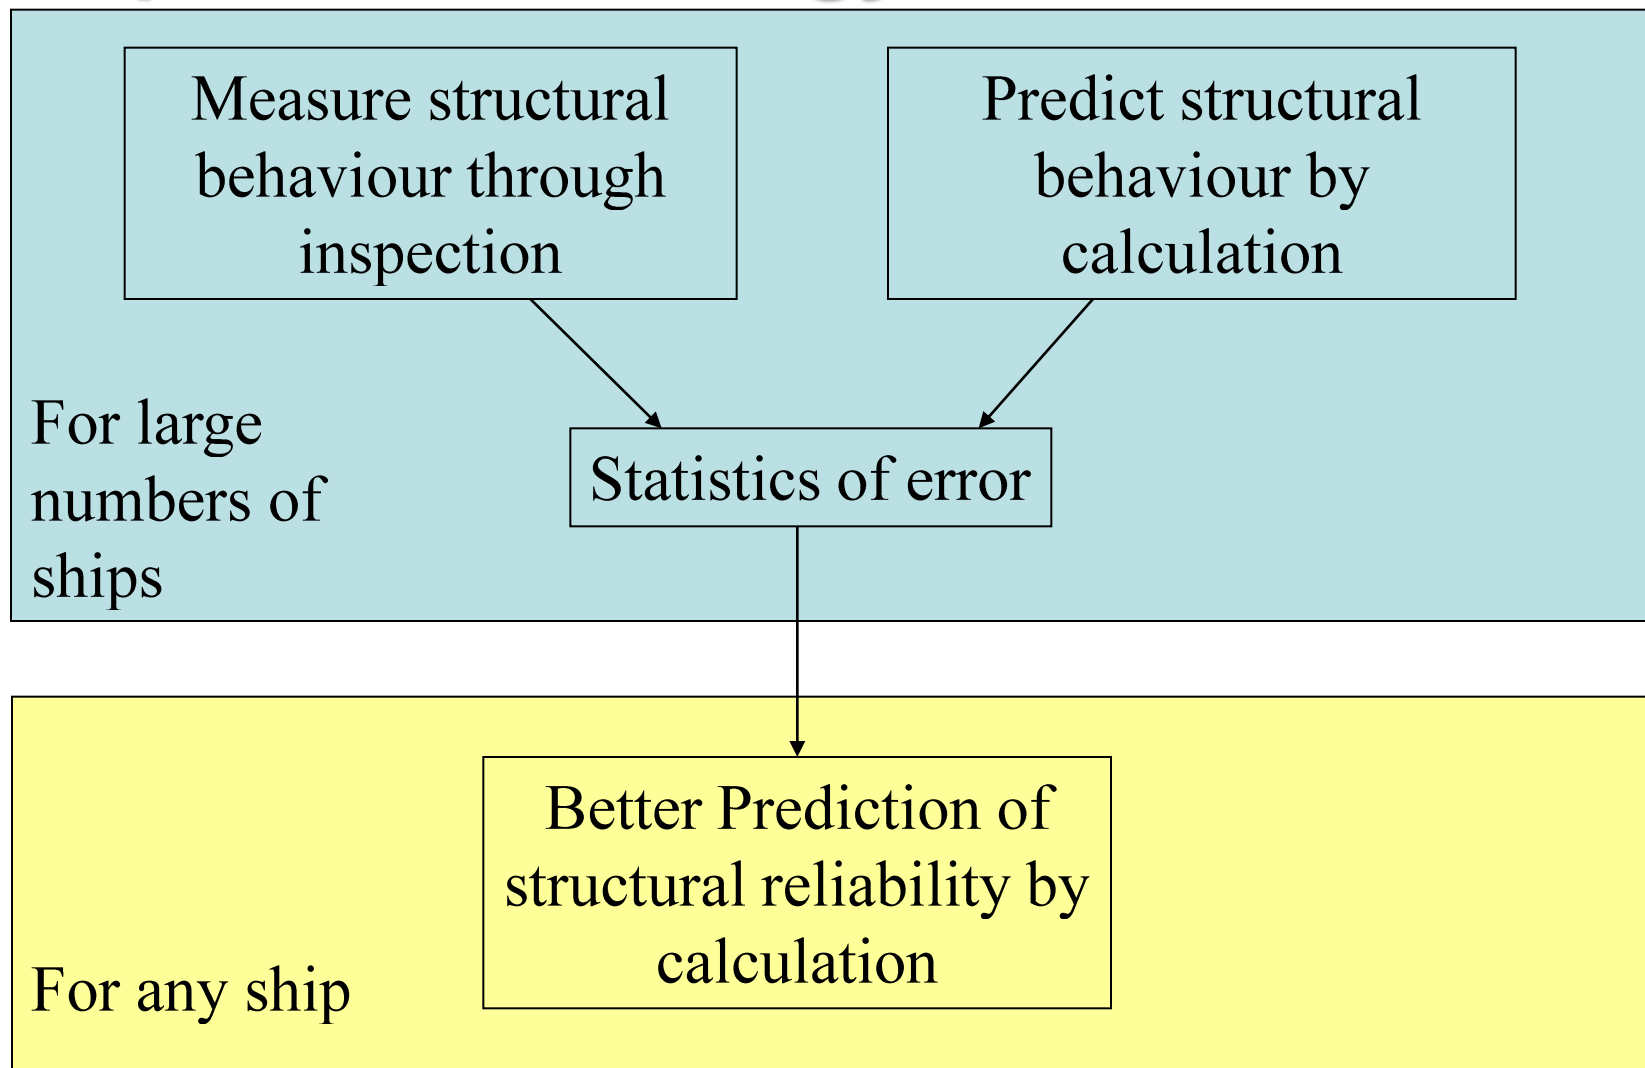 Measure structural
behaviour through
inspection
Predict structural
behaviour by
calculation
For large
numbers of
ships
Statistics of error
Better Prediction of
structural reliability by
calculation
For any ship